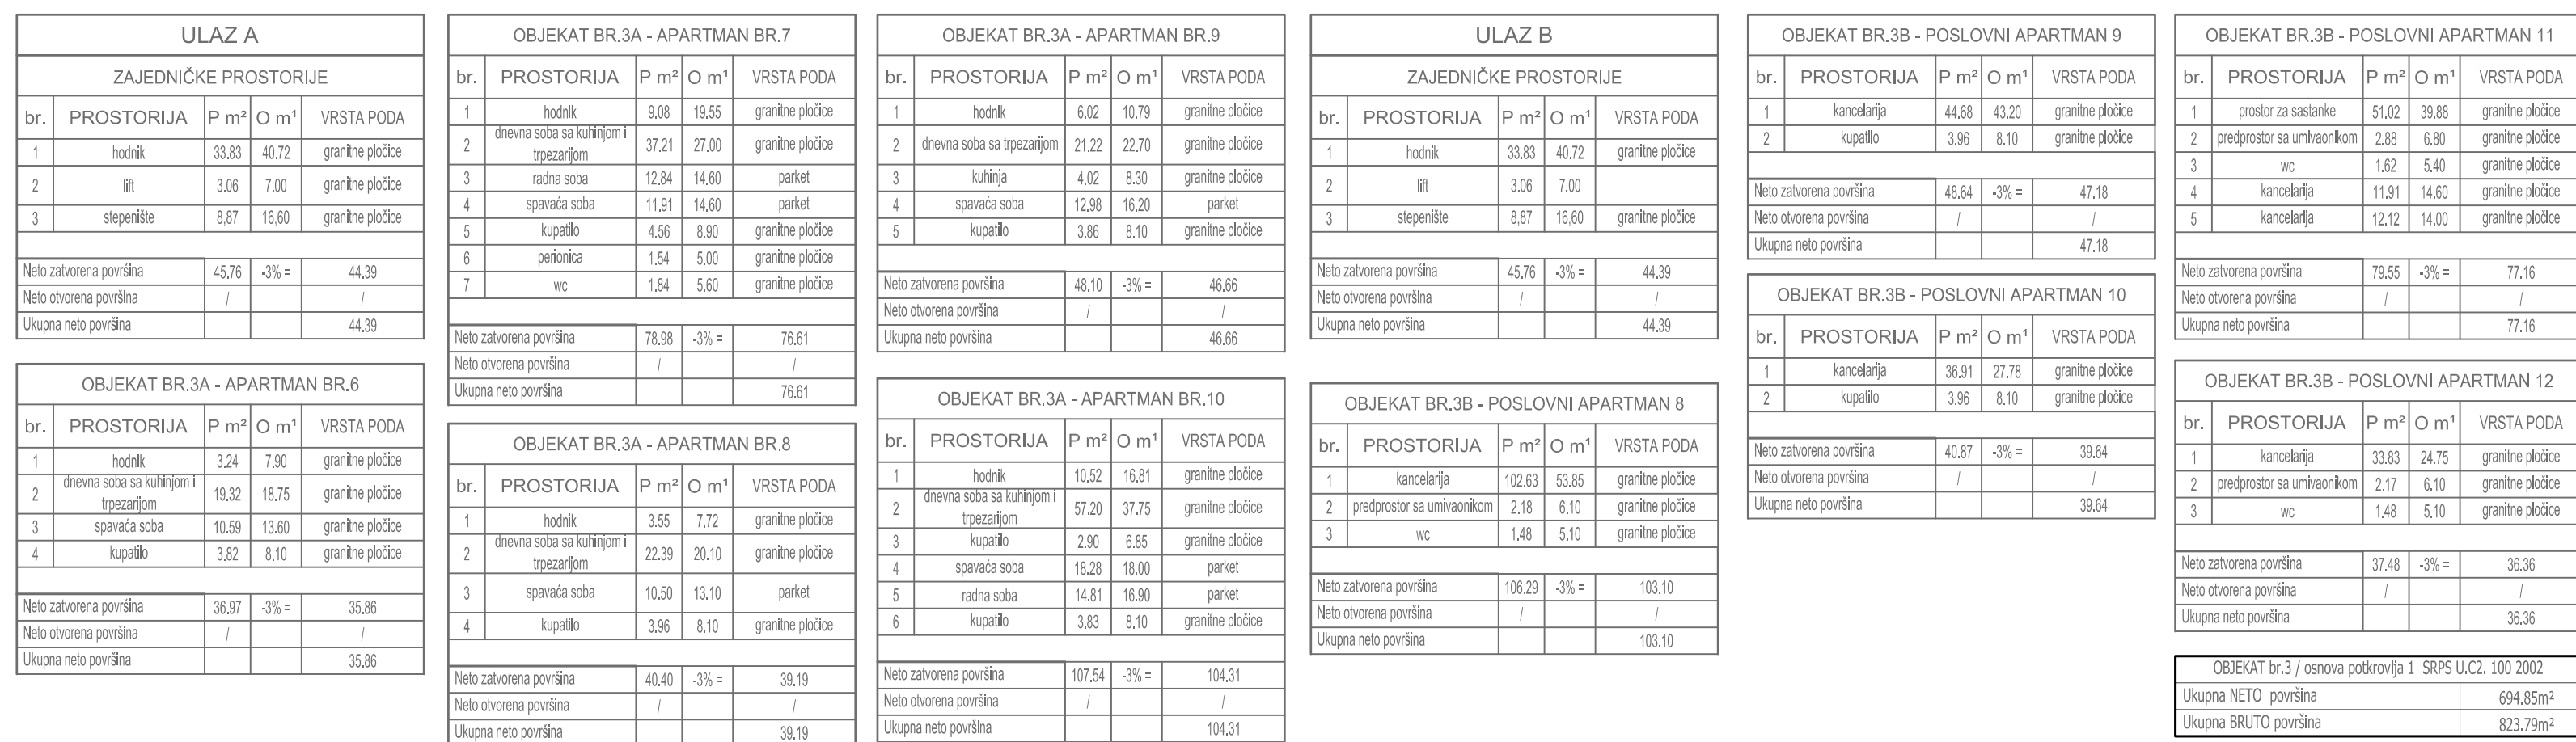 ULAZ A
ZAJEDNIČKE PROSTORIJE
br. PROSTORIJA P m² O m¹ VRSTA PODA
1 hodnik 33.83 40.72 granitne pločice
2 lift 3.06 7.00 granitne pločice
3 stepenište 8,87 16,60 granitne pločice
Neto zatvorena površina 45.76 -3% = 44.39
Neto otvorena površina / /
Ukupna neto površina 44.39
OBJEKAT BR.3A - APARTMAN BR.6
br. PROSTORIJA P m² O m¹ VRSTA PODA
1 hodnik 3.24 7.90 granitne pločice
2 dnevna soba sa kuhinjom i
trpezarijom 19.32 18.75 granitne pločice
3 spavaća soba 10.59 13.60 granitne pločice
4 kupatilo 3.82 8.10 granitne pločice
Neto zatvorena površina 36.97 -3% = 35.86
Neto otvorena površina / /
Ukupna neto površina 35.86
OBJEKAT BR.3A - APARTMAN BR.7
br. PROSTORIJA P m² O m¹ VRSTA PODA
1 hodnik 9.08 19.55 granitne pločice
2 dnevna soba sa kuhinjom i
trpezarijom 37.21 27.00 granitne pločice
3 radna soba 12.84 14.60 parket
4 spavaća soba 11.91 14.60 parket
5 kupatilo 4.56 8.90 granitne pločice
6 perionica 1.54 5.00 granitne pločice
7 wc 1.84 5.60 granitne pločice
Neto zatvorena površina 78.98 -3% = 76.61
Neto otvorena površina / /
Ukupna neto površina 76.61
OBJEKAT BR.3A - APARTMAN BR.8
br. PROSTORIJA P m² O m¹ VRSTA PODA
1 hodnik 3.55 7.72 granitne pločice
2 dnevna soba sa kuhinjom i
trpezarijom 22.39 20.10 granitne pločice
3 spavaća soba 10.50 13.10 parket
4 kupatilo 3.96 8.10 granitne pločice
Neto zatvorena površina 40.40 -3% = 39.19
Neto otvorena površina / /
Ukupna neto površina 39.19
OBJEKAT BR.3A - APARTMAN BR.9
br. PROSTORIJA P m² O m¹ VRSTA PODA
1 hodnik 6.02 10.79 granitne pločice
2 dnevna soba sa trpezarijom 21.22 22.70 granitne pločice
3 kuhinja 4.02 8.30 granitne pločice
4 spavaća soba 12.98 16.20 parket
5 kupatilo 3.86 8.10 granitne pločice
Neto zatvorena površina 48.10 -3% = 46.66
Neto otvorena površina / /
Ukupna neto površina 46.66
OBJEKAT BR.3A - APARTMAN BR.10
br. PROSTORIJA P m² O m¹ VRSTA PODA
1 hodnik 10.52 16.81 granitne pločice
2 dnevna soba sa kuhinjom i
trpezarijom 57.20 37.75 granitne pločice
3 kupatilo 2.90 6.85 granitne pločice
4 spavaća soba 18.28 18.00 parket
5 radna soba 14.81 16.90 parket
6 kupatilo 3.83 8.10 granitne pločice
Neto zatvorena površina 107.54 -3% = 104.31
Neto otvorena površina / /
Ukupna neto površina 104.31
ULAZ B
ZAJEDNIČKE PROSTORIJE
br. PROSTORIJA P m² O m¹ VRSTA PODA
1 hodnik 33.83 40.72 granitne pločice
2 lift 3.06 7.00
3 stepenište 8,87 16,60 granitne pločice
Neto zatvorena površina 45.76 -3% = 44.39
Neto otvorena površina / /
Ukupna neto površina 44.39
OBJEKAT BR.3B - POSLOVNI APARTMAN 8
br. PROSTORIJA P m² O m¹ VRSTA PODA
1 kancelarija 102.63 53.85 granitne pločice
2 predprostor sa umivaonikom 2.18 6.10 granitne pločice
3 wc 1.48 5.10 granitne pločice
Neto zatvorena površina 106.29 -3% = 103.10
Neto otvorena površina / /
Ukupna neto površina 103.10
OBJEKAT BR.3B - POSLOVNI APARTMAN 9
br. PROSTORIJA P m² O m¹ VRSTA PODA
1 kancelarija 44.68 43.20 granitne pločice
2 kupatilo 3.96 8.10 granitne pločice
Neto zatvorena površina 48.64 -3% = 47.18
Neto otvorena površina / /
Ukupna neto površina 47.18
OBJEKAT BR.3B - POSLOVNI APARTMAN 10
br. PROSTORIJA P m² O m¹ VRSTA PODA
1 kancelarija 36.91 27.78 granitne pločice
2 kupatilo 3.96 8.10 granitne pločice
Neto zatvorena površina 40.87 -3% = 39.64
Neto otvorena površina / /
Ukupna neto površina 39.64
OBJEKAT BR.3B - POSLOVNI APARTMAN 11
br. PROSTORIJA P m² O m¹ VRSTA PODA
1 prostor za sastanke 51.02 39.88 granitne pločice
2 predprostor sa umivaonikom 2.88 6.80 granitne pločice
3 wc 1.62 5.40 granitne pločice
4 kancelarija 11.91 14.60 granitne pločice
5 kancelarija 12.12 14.00 granitne pločice
Neto zatvorena površina 79.55 -3% = 77.16
Neto otvorena površina / /
Ukupna neto površina 77.16
OBJEKAT BR.3B - POSLOVNI APARTMAN 12
br. PROSTORIJA P m² O m¹ VRSTA PODA
1 kancelarija 33.83 24.75 granitne pločice
2 predprostor sa umivaonikom 2.17 6.10 granitne pločice
3 wc 1.48 5.10 granitne pločice
Neto zatvorena površina 37.48 -3% = 36.36
Neto otvorena površina / /
Ukupna neto površina 36.36
OBJEKAT br.3 / osnova potkrovlja 1 SRPS U.C2. 100 2002
Ukupna NETO površina 694.85m²
Ukupna BRUTO površina 823.79m²